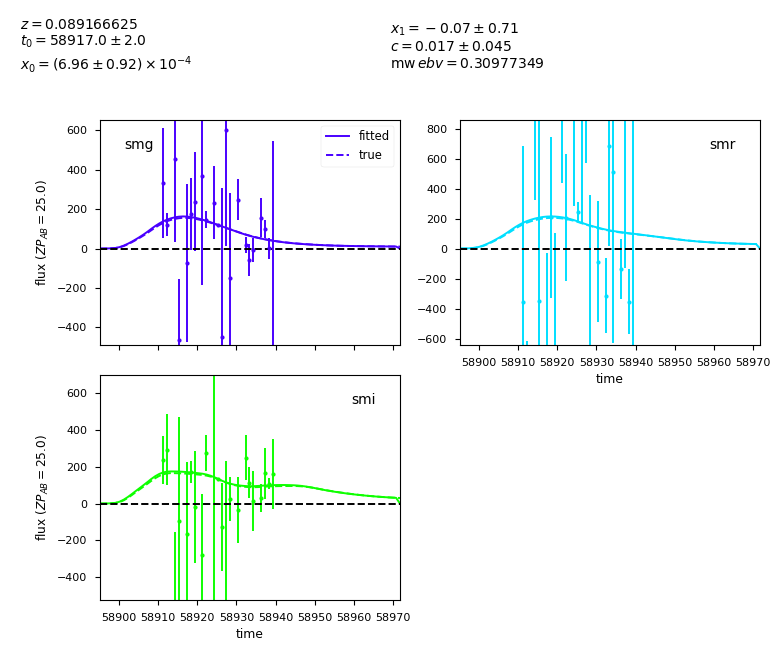 z = 0.089166625
t₀ = 58917.0 ± 2.0
x₀ = (6.96 ± 0.92) × 10⁻⁴
x₁ = −0.07 ± 0.71
c = 0.017 ± 0.045
mw ebv = 0.30977349
smg
fitted
true
600
400
200
0
−200
−400
flux (ZP_AB = 25.0)
smr
800
600
400
200
0
−200
−400
−600
58900 58910 58920 58930 58940 58950 58960 58970
time
smi
600
400
200
0
−200
−400
flux (ZP_AB = 25.0)
58900 58910 58920 58930 58940 58950 58960 58970
time